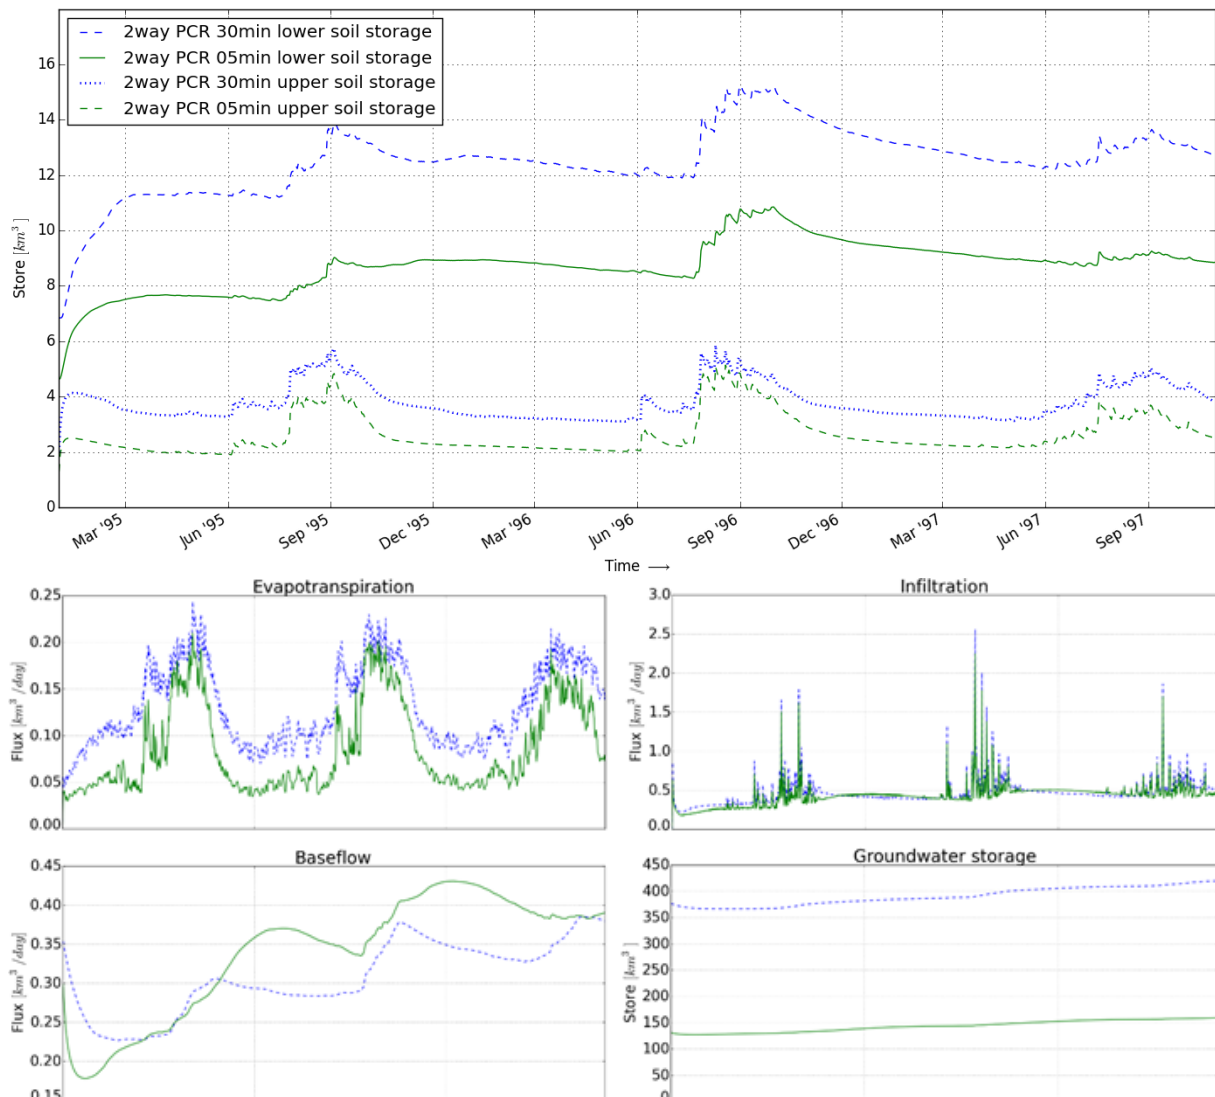 2way PCR 30min lower soil storage
2way PCR 05min lower soil storage
2way PCR 30min upper soil storage
2way PCR 05min upper soil storage
16
14
12
10
8
6
4
2
0
Store [km³]
Mar '95
Jun '95
Sep '95
Dec '95
Mar '96
Jun '96
Sep '96
Dec '96
Mar '97
Jun '97
Sep '97
Time →
Evapotranspiration
0.25
0.20
0.15
0.10
0.05
0.00
Flux [km³/day]
Infiltration
3.0
2.5
2.0
1.5
1.0
0.5
0.0
Flux [km³/day]
Baseflow
0.45
0.40
0.35
0.30
0.25
0.20
0.15
Flux [km³/day]
Groundwater storage
450
400
350
300
250
200
150
100
50
0
Store [km³]